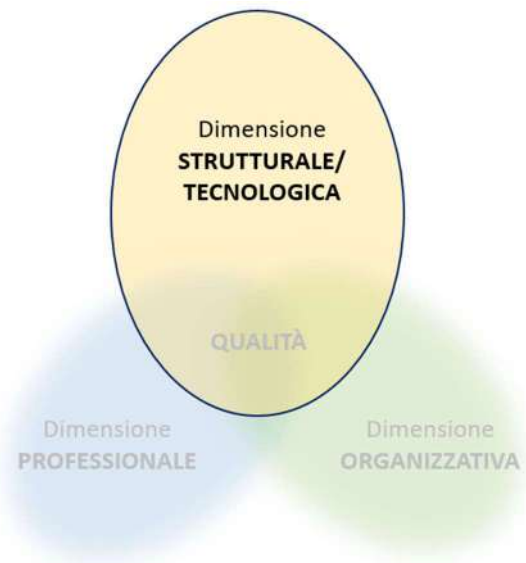 Dimensione
STRUTTURALE/
TECNOLOGICA
QUALITÀ
Dimensione
PROFESSIONALE
Dimensione
ORGANIZZATIVA